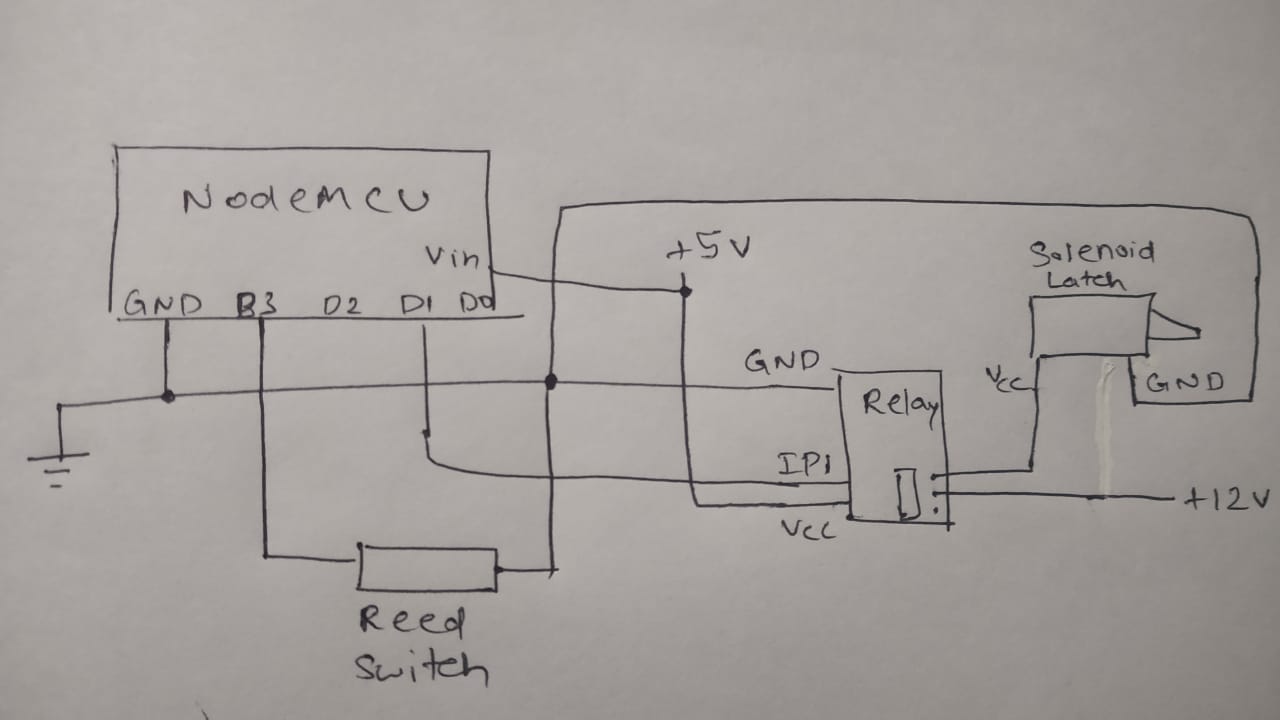 NodeMCU
Vin
GND B3 D2 D1 D0
+5V
Solenoid
Latch
GND
Relay
VCC
GND
IP1
VCC
+12V
Reed
Switch